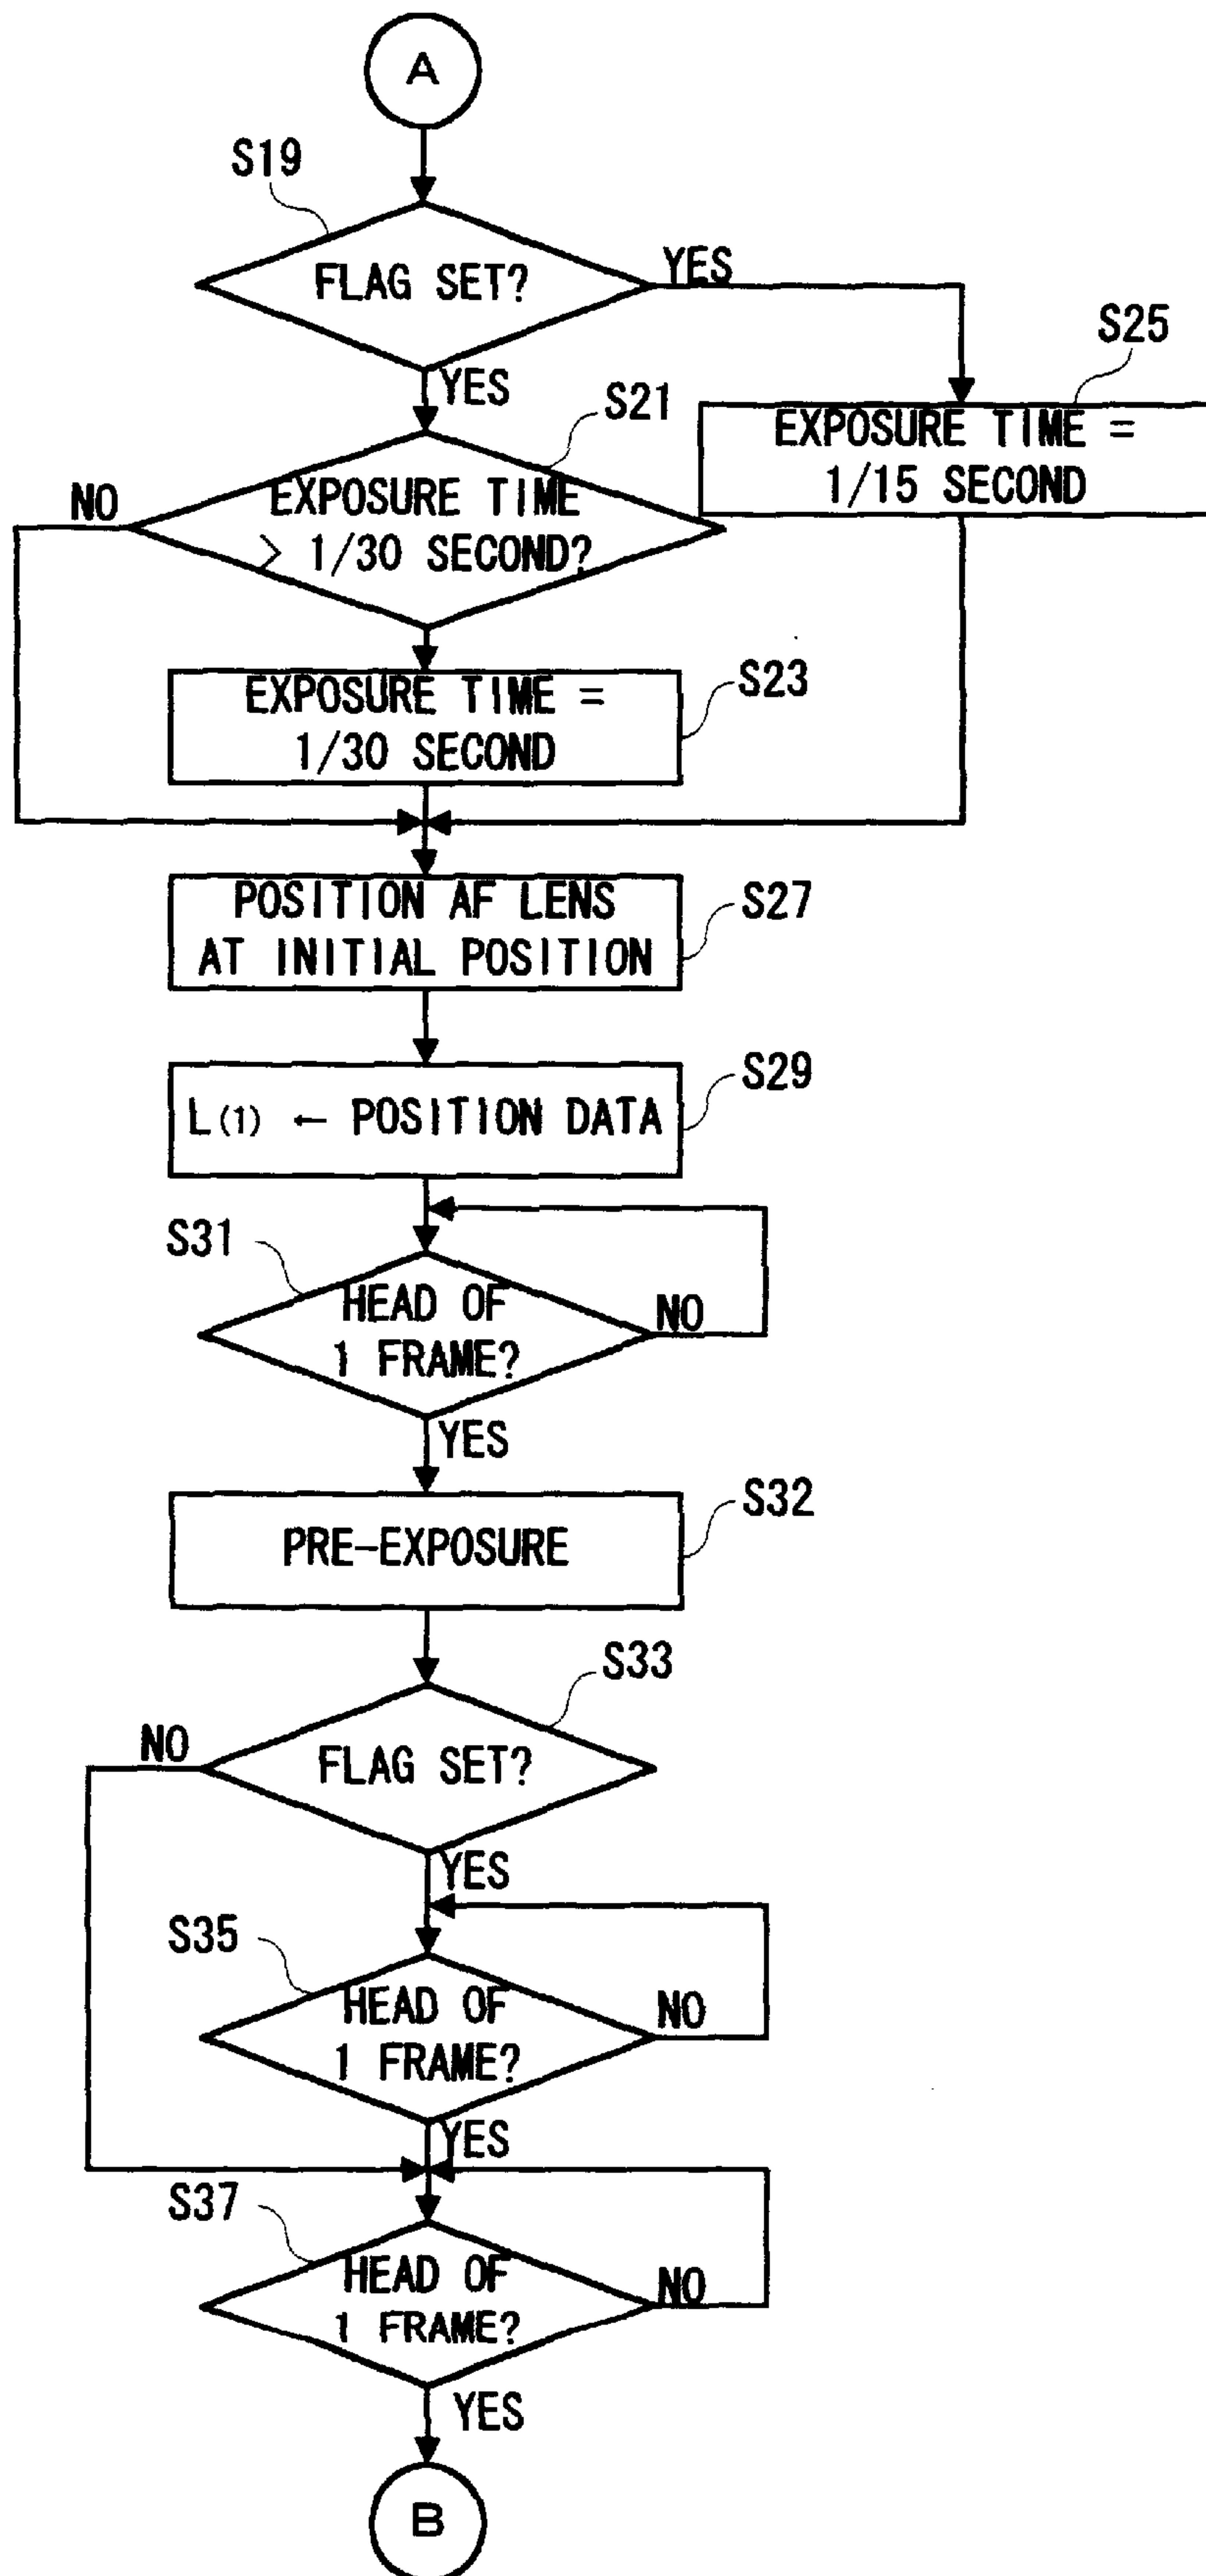 A
S19
FLAG SET?
YES
S25
YES
S21
EXPOSURE TIME =
1/15 SECOND
NO
EXPOSURE TIME
> 1/30 SECOND?
S23
EXPOSURE TIME =
1/30 SECOND
POSITION AF LENS
AT INITIAL POSITION
S27
S29
L(1) ← POSITION DATA
S31
HEAD OF
1 FRAME?
NO
YES
S32
PRE-EXPOSURE
S33
NO
FLAG SET?
YES
S35
HEAD OF
1 FRAME?
NO
YES
S37
HEAD OF
1 FRAME?
NO
YES
B